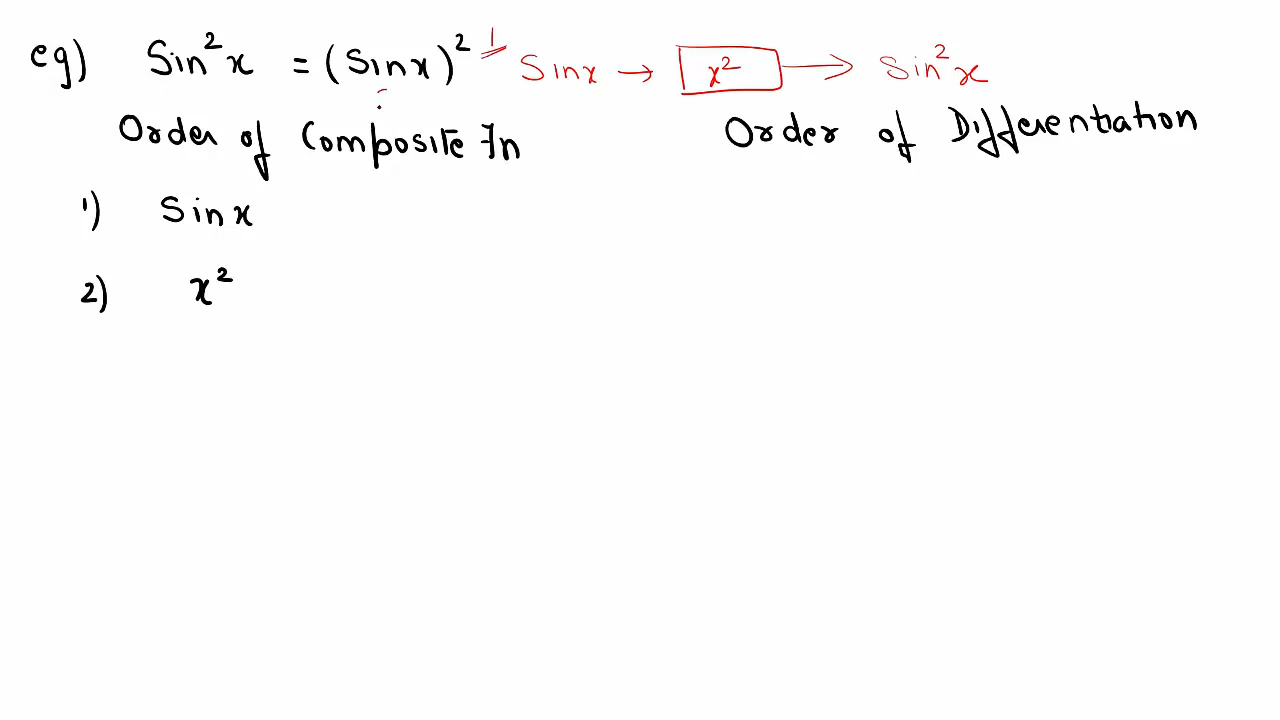 eg) Sin²x = (Sinx)² Sinx → x² → Sin²x
Order of Composite Fn
Order of Differentiation
1) Sinx
2) x²